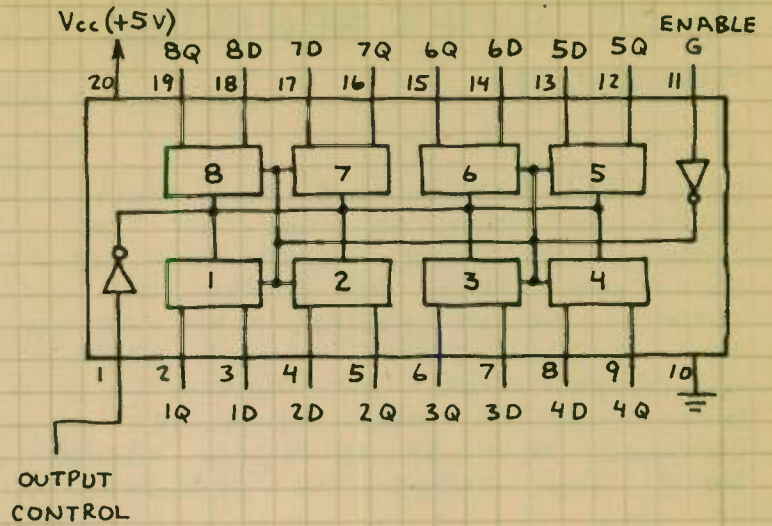 Vcc (+5V)
ENABLE
8Q 8D 7D 7Q 6Q 6D 5D 5Q G
20 19 18 17 16 15 14 13 12 11
8 7 6 5
1 2 3 4
1 2 3 4 5 6 7 8 9 10
1Q 1D 2D 2Q 3Q 3D 4D 4Q
OUTPUT
CONTROL